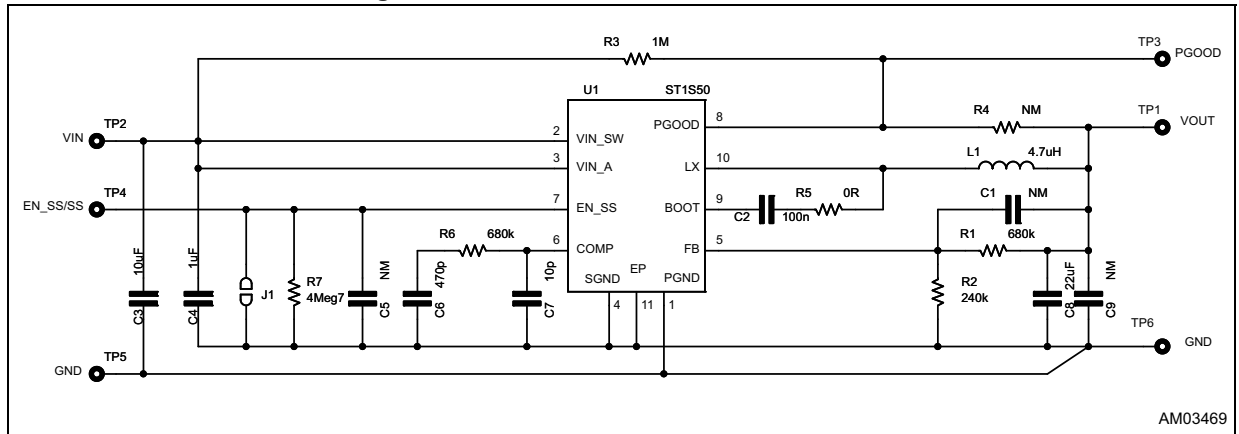 R3 1M
TP3
PGOOD
U1 ST1S50
PGOOD 8
R4 NM
TP1
VOUT
VIN TP2
2 VIN_SW
3 VIN_A
LX 10
L1 4.7uH
EN_SS/SS TP4
7 EN_SS
BOOT 9
C2 100n
R5 0R
C1 NM
R6 680k
6 COMP
FB 5
R1 680k
10uF
C3
1uF
C4
J1
R7
4Meg7
NM
C5
470p
C6
10p
C7
SGND EP PGND
4 11 1
R2
240k
22uF
C8
NM
C9
TP6
GND
GND TP5
AM03469